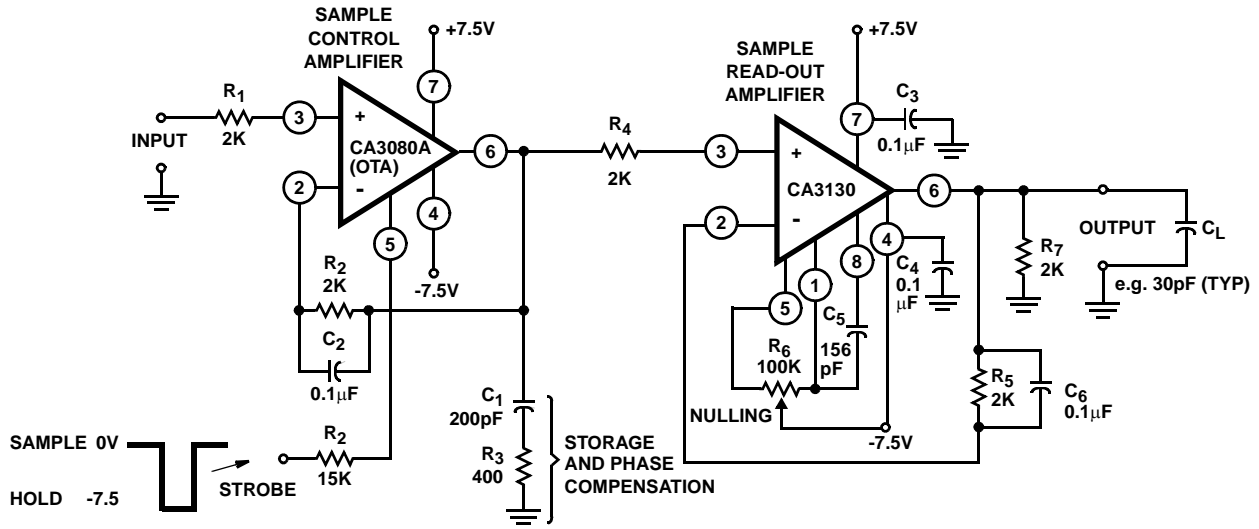 SAMPLE
CONTROL
AMPLIFIER
+7.5V
7
R1
2K
INPUT
3
+
CA3080A
(OTA)
6
2
-
4
5
-7.5V
R2
2K
C2
0.1μF
C1
200pF
R3
400
STORAGE
AND PHASE
COMPENSATION
SAMPLE 0V
HOLD -7.5
STROBE
R2
15K
R4
2K
SAMPLE
READ-OUT
AMPLIFIER
+7.5V
7
C3
0.1μF
3
+
CA3130
6
2
-
4
8
1
5
C4
0.1
μF
C5
156
pF
R6
100K
NULLING
-7.5V
R7
2K
OUTPUT
CL
e.g. 30pF (TYP)
R5
2K
C6
0.1μF